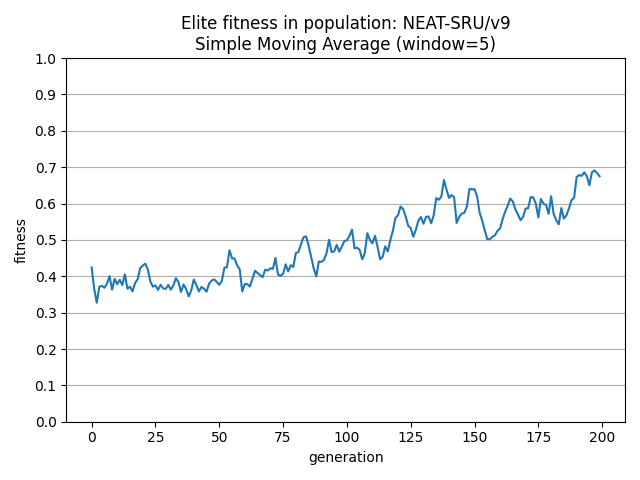 Elite fitness in population: NEAT-SRU/v9
Simple Moving Average (window=5)
fitness
1.0
0.9
0.8
0.7
0.6
0.5
0.4
0.3
0.2
0.1
0.0
0 25 50 75 100 125 150 175 200
generation